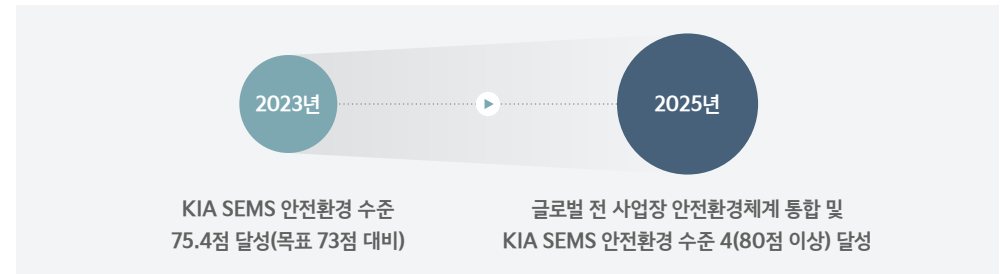 2023년
2025년
KIA SEMS 안전환경 수준
75.4점 달성(목표 73점 대비)
글로벌 전 사업장 안전환경체계 통합 및
KIA SEMS 안전환경 수준 4(80점 이상) 달성